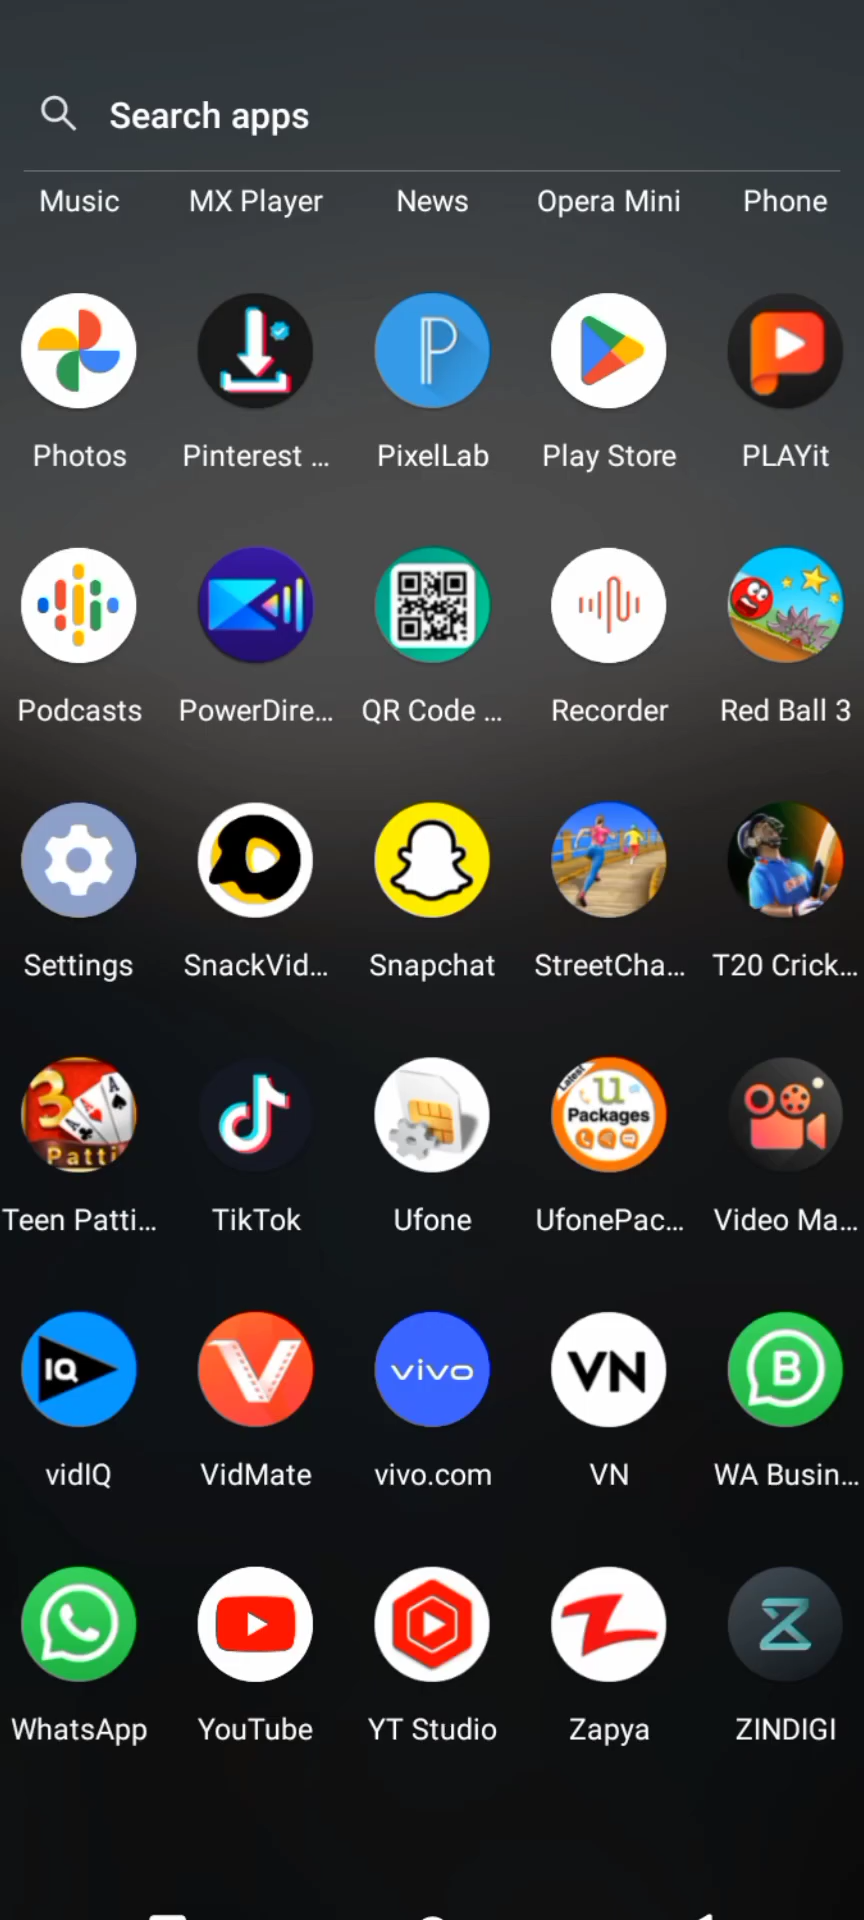 Search apps
Music MX Player News Opera Mini Phone
Photos Pinterest ... PixelLab Play Store PLAYit
Podcasts PowerDire... QR Code ... Recorder Red Ball 3
Settings SnackVid... Snapchat StreetCha... T20 Crick...
3
Patti
Latest
u
Packages
Teen Patti... TikTok Ufone UfonePac... Video Ma...
IQ
vivo
VN
B
vidIQ VidMate vivo.com VN WA Busin...
WhatsApp YouTube YT Studio Zapya ZINDIGI